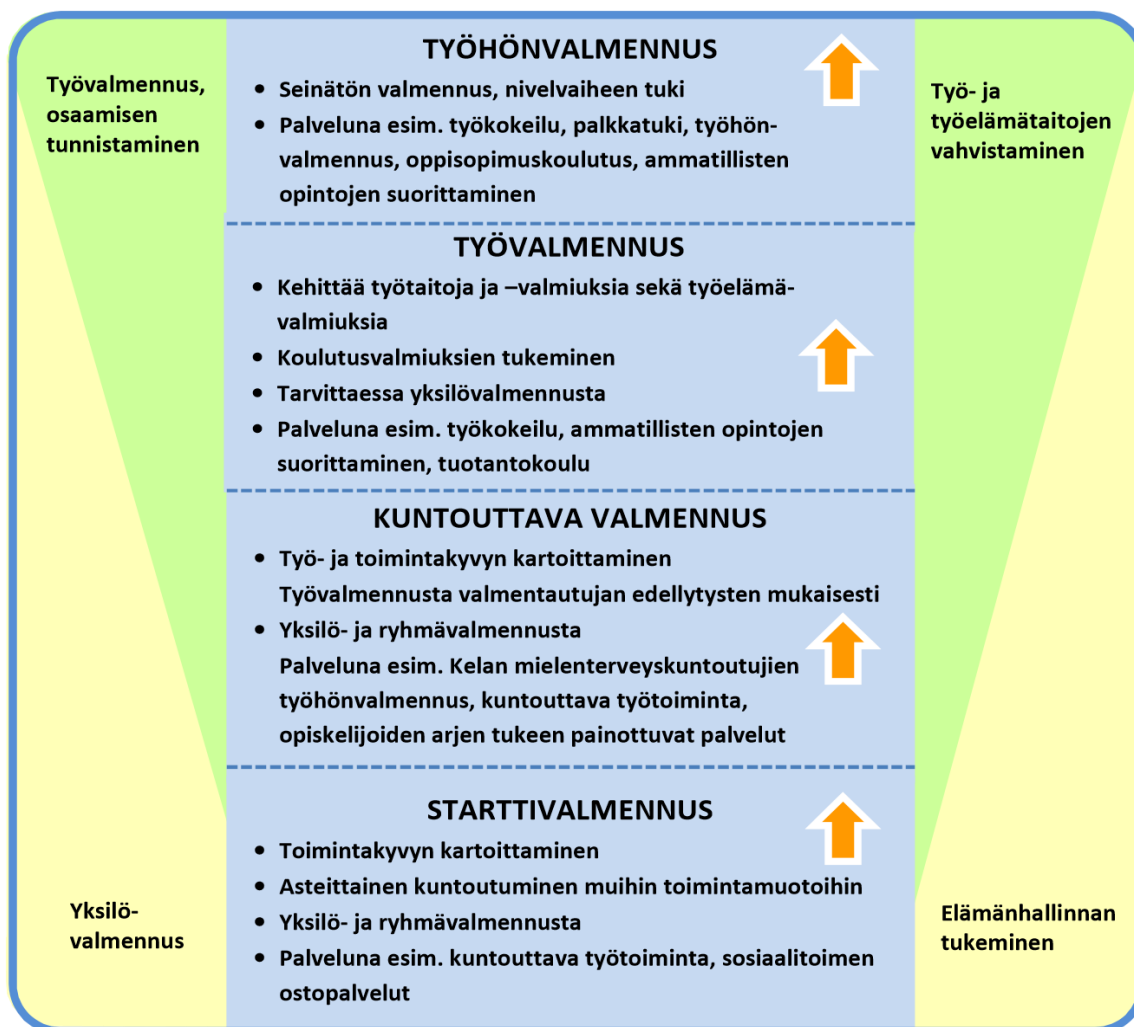 TYÖHÖNVALMENNUS
• Seinätön valmennus, nivelvaiheen tuki
• Palveluna esim. työkokeilu, palkkatuki, työhön-
valmennus, oppisopimuskoulutus, ammatillisten
opintojen suorittaminen
Työvalmennus,
osaamisen
tunnistaminen
Työ- ja
työelämätaitojen
vahvistaminen
TYÖVALMENNUS
• Kehittää työtaitoja ja –valmiuksia sekä työelämä-
valmiuksia
• Koulutusvalmiuksien tukeminen
• Tarvittaessa yksilövalmennusta
• Palveluna esim. työkokeilu, ammatillisten opintojen
suorittaminen, tuotantokoulu
KUNTOUTTAVA VALMENNUS
• Työ- ja toimintakyvyn kartoittaminen
Työvalmennusta valmentautujan edellytysten mukaisesti
• Yksilö- ja ryhmävalmennusta
Palveluna esim. Kelan mielenterveyskuntoutujien
työhönvalmennus, kuntouttava työtoiminta,
opiskelijoiden arjen tukeen painottuvat palvelut
STARTTIVALMENNUS
• Toimintakyvyn kartoittaminen
• Asteittainen kuntoutuminen muihin toimintamuotoihin
• Yksilö- ja ryhmävalmennusta
• Palveluna esim. kuntouttava työtoiminta, sosiaalitoimen
ostopalvelut
Yksilö-
valmennus
Elämänhallinnan
tukeminen